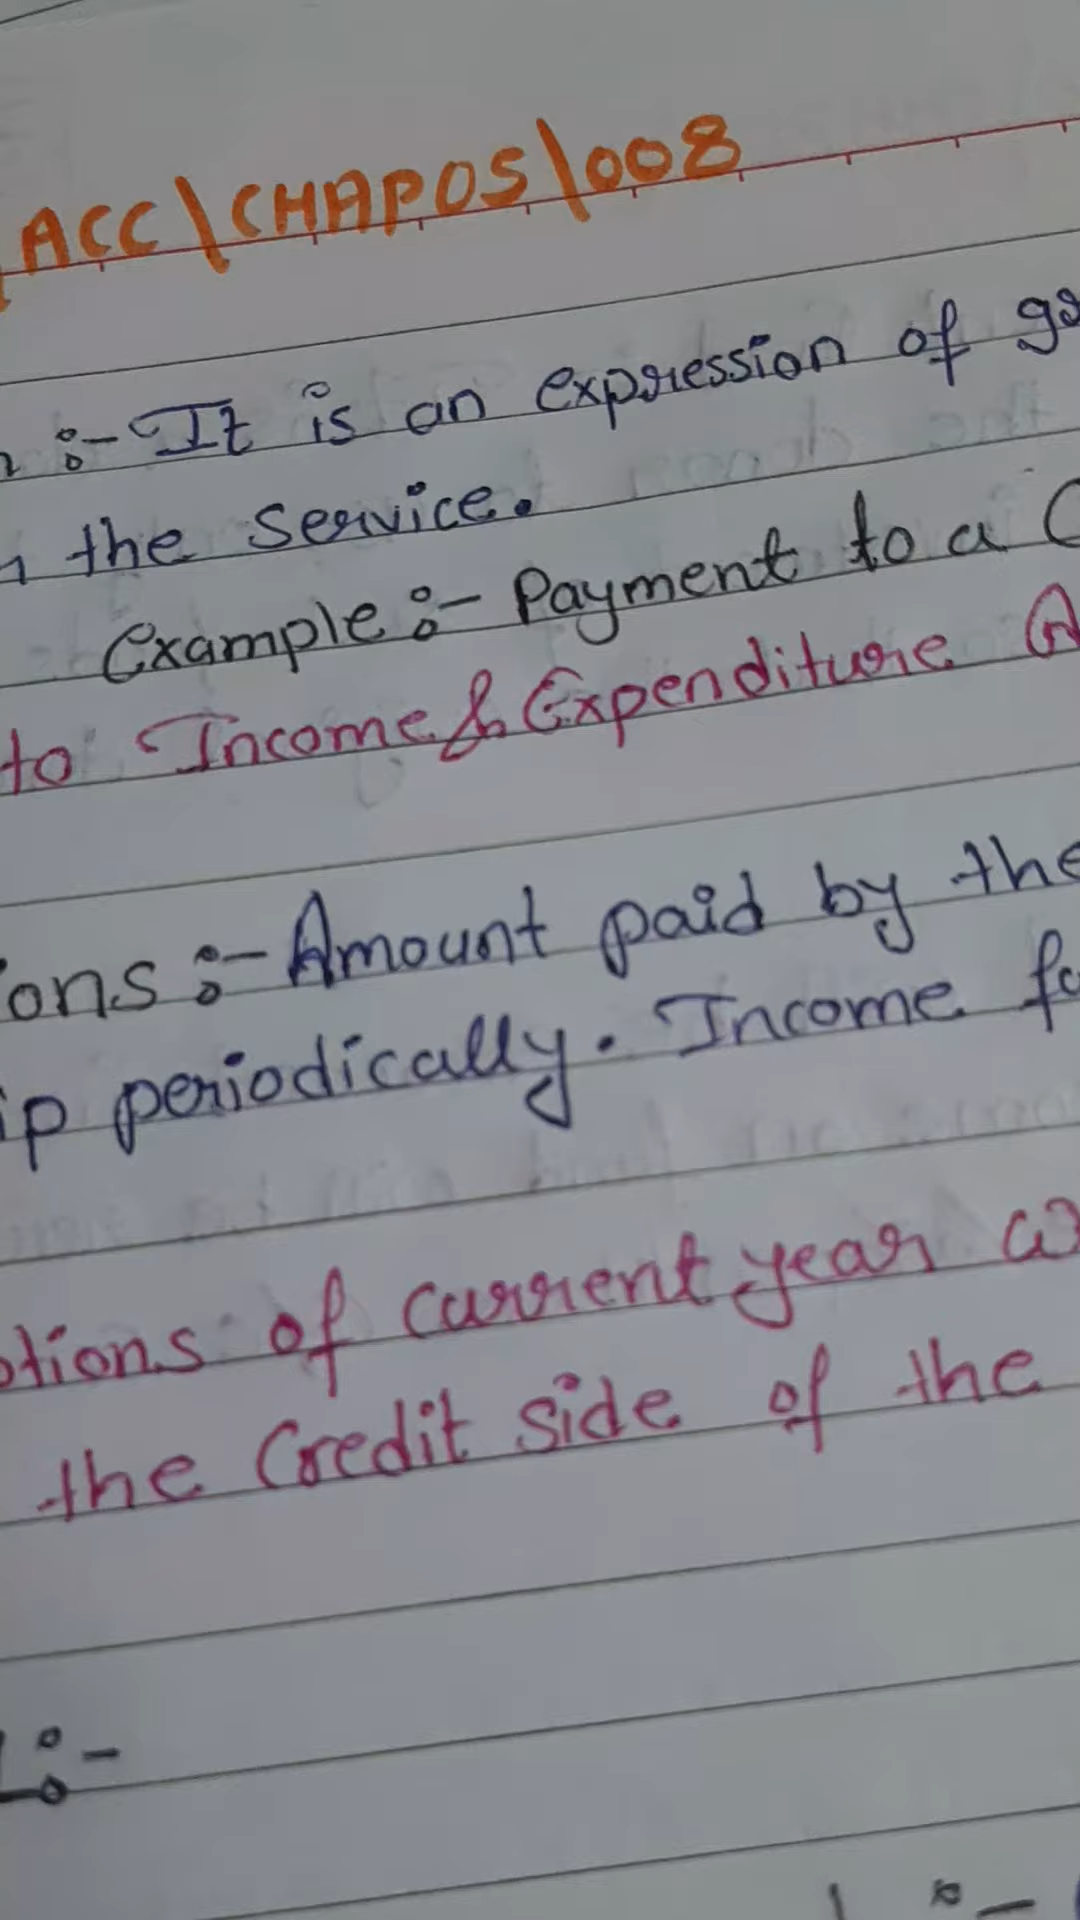 ACC\CHAP05\008
:- It is an expression of
the service.
Example :- Payment to a
to Income & Expenditure
ons :- Amount paid by the
ip periodically. Income
tions of current year
the Credit side of the
:-
:-